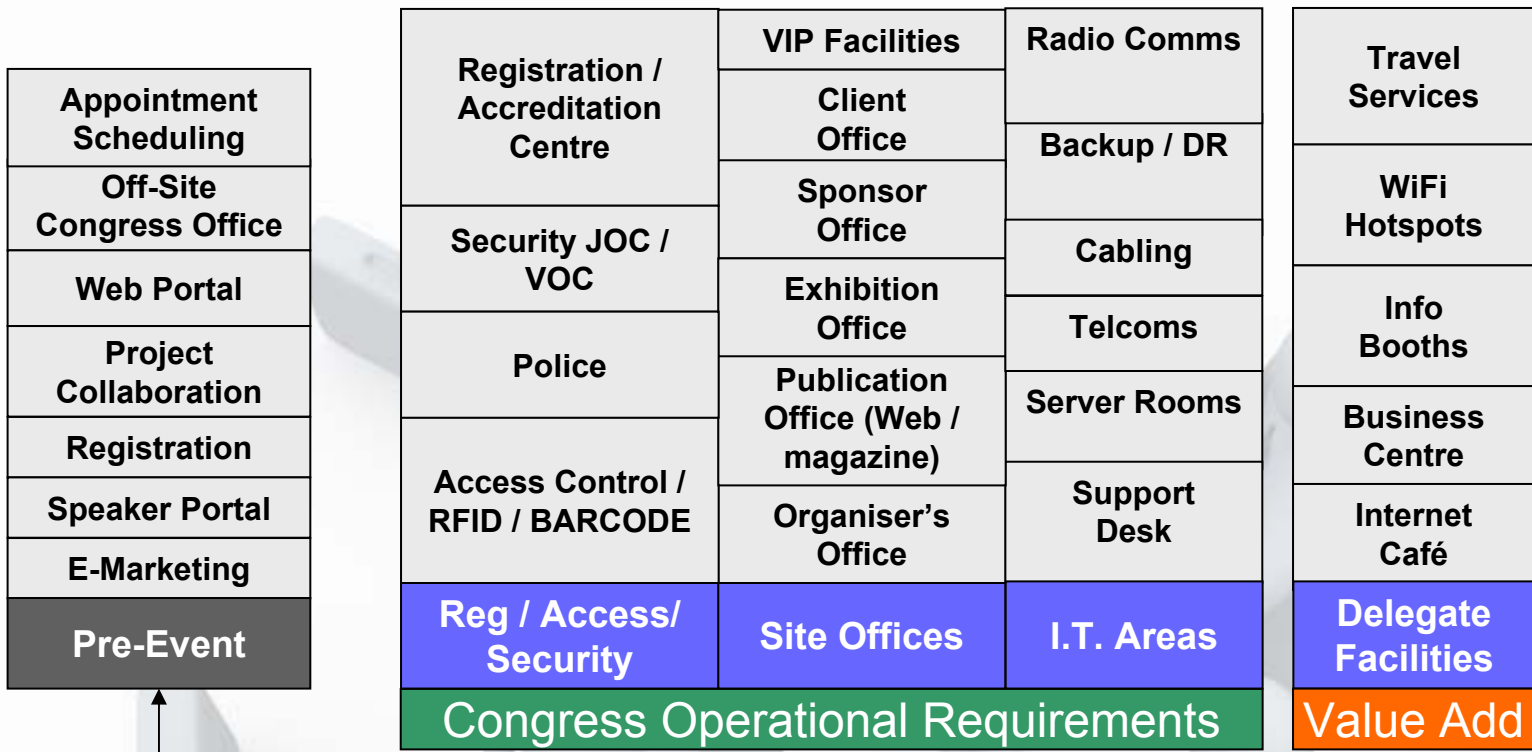 Appointment
Scheduling
Off-Site
Congress Office
Web Portal
Project
Collaboration
Registration
Speaker Portal
E-Marketing
Pre-Event
Registration /
Accreditation
Centre
Security JOC /
VOC
Police
Access Control /
RFID / BARCODE
Reg / Access/
Security
VIP Facilities
Client
Office
Sponsor
Office
Exhibition
Office
Publication
Office (Web /
magazine)
Organiser’s
Office
Site Offices
Radio Comms
Backup / DR
Cabling
Telcoms
Server Rooms
Support
Desk
I.T. Areas
Congress Operational Requirements
Travel
Services
WiFi
Hotspots
Info
Booths
Business
Centre
Internet
Café
Delegate
Facilities
Value Add